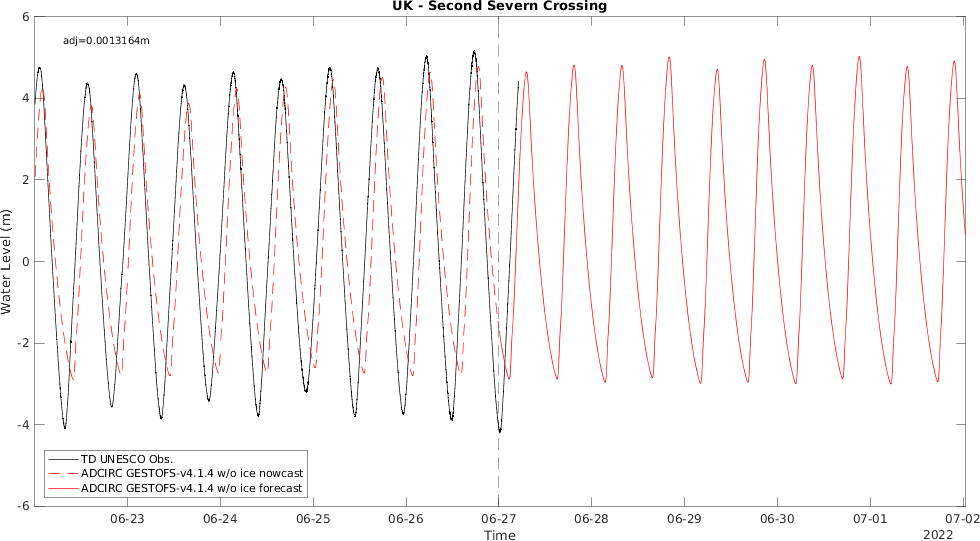 UK - Second Severn Crossing
adj=0.0013164m
6
4
2
0
-2
-4
-6
Water Level (m)
TD UNESCO Obs.
ADCIRC GESTOFS-v4.1.4 w/o ice nowcast
ADCIRC GESTOFS-v4.1.4 w/o ice forecast
06-23 06-24 06-25 06-26 06-27 06-28 06-29 06-30 07-01 07-02
Time
2022